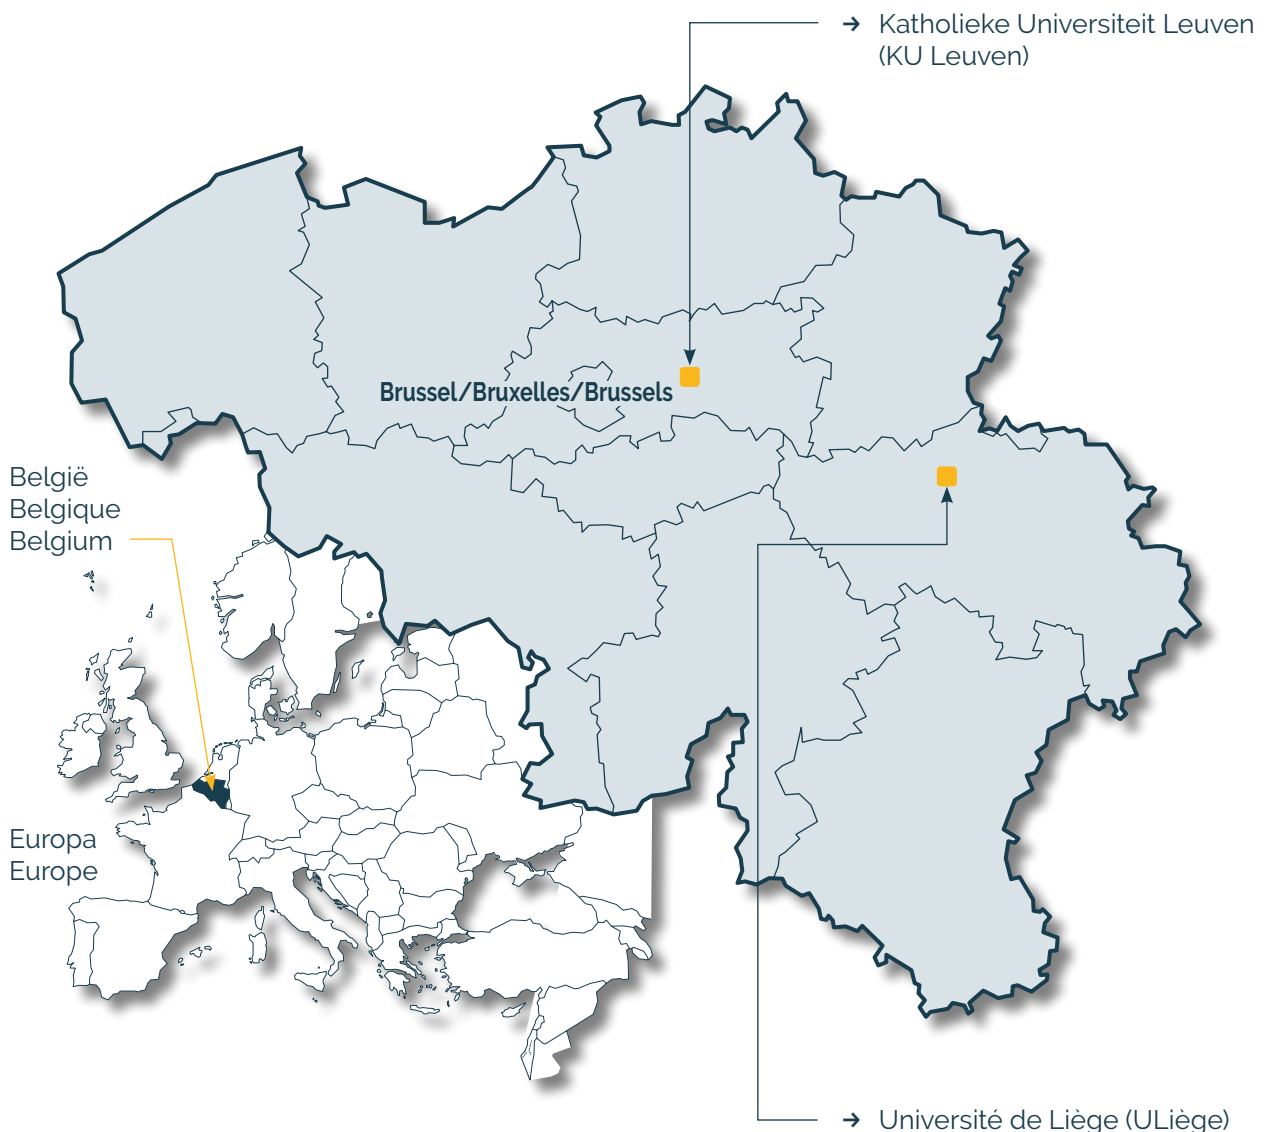 → Katholieke Universiteit Leuven
(KU Leuven)
Brussel/Bruxelles/Brussels
België
Belgique
Belgium
Europa
Europe
→ Université de Liège (ULiège)